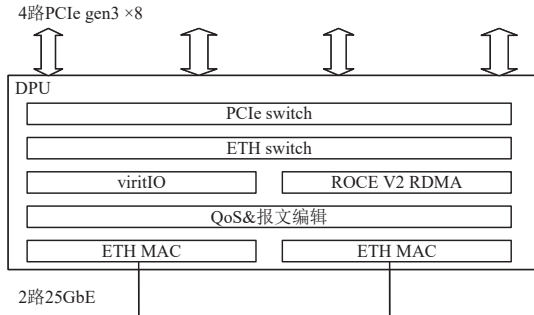 4路PCIe gen3 ×8
DPU
PCIe switch
ETH switch
viritIO
ROCE V2 RDMA
QoS&报文编辑
ETH MAC
ETH MAC
2路25GbE